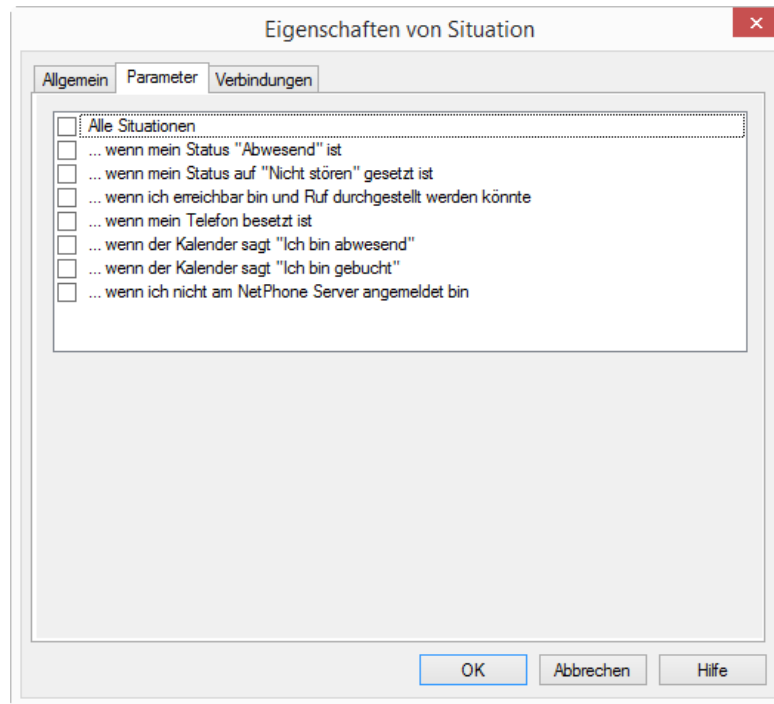 Eigenschaften von Situation
Allgemein Parameter Verbindungen
Alle Situationen
... wenn mein Status "Abwesend" ist
... wenn mein Status auf "Nicht stören" gesetzt ist
... wenn ich erreichbar bin und Ruf durchgestellt werden könnte
... wenn mein Telefon besetzt ist
... wenn der Kalender sagt "Ich bin abwesend"
... wenn der Kalender sagt "Ich bin gebucht"
... wenn ich nicht am NetPhone Server angemeldet bin
OK Abbrechen Hilfe